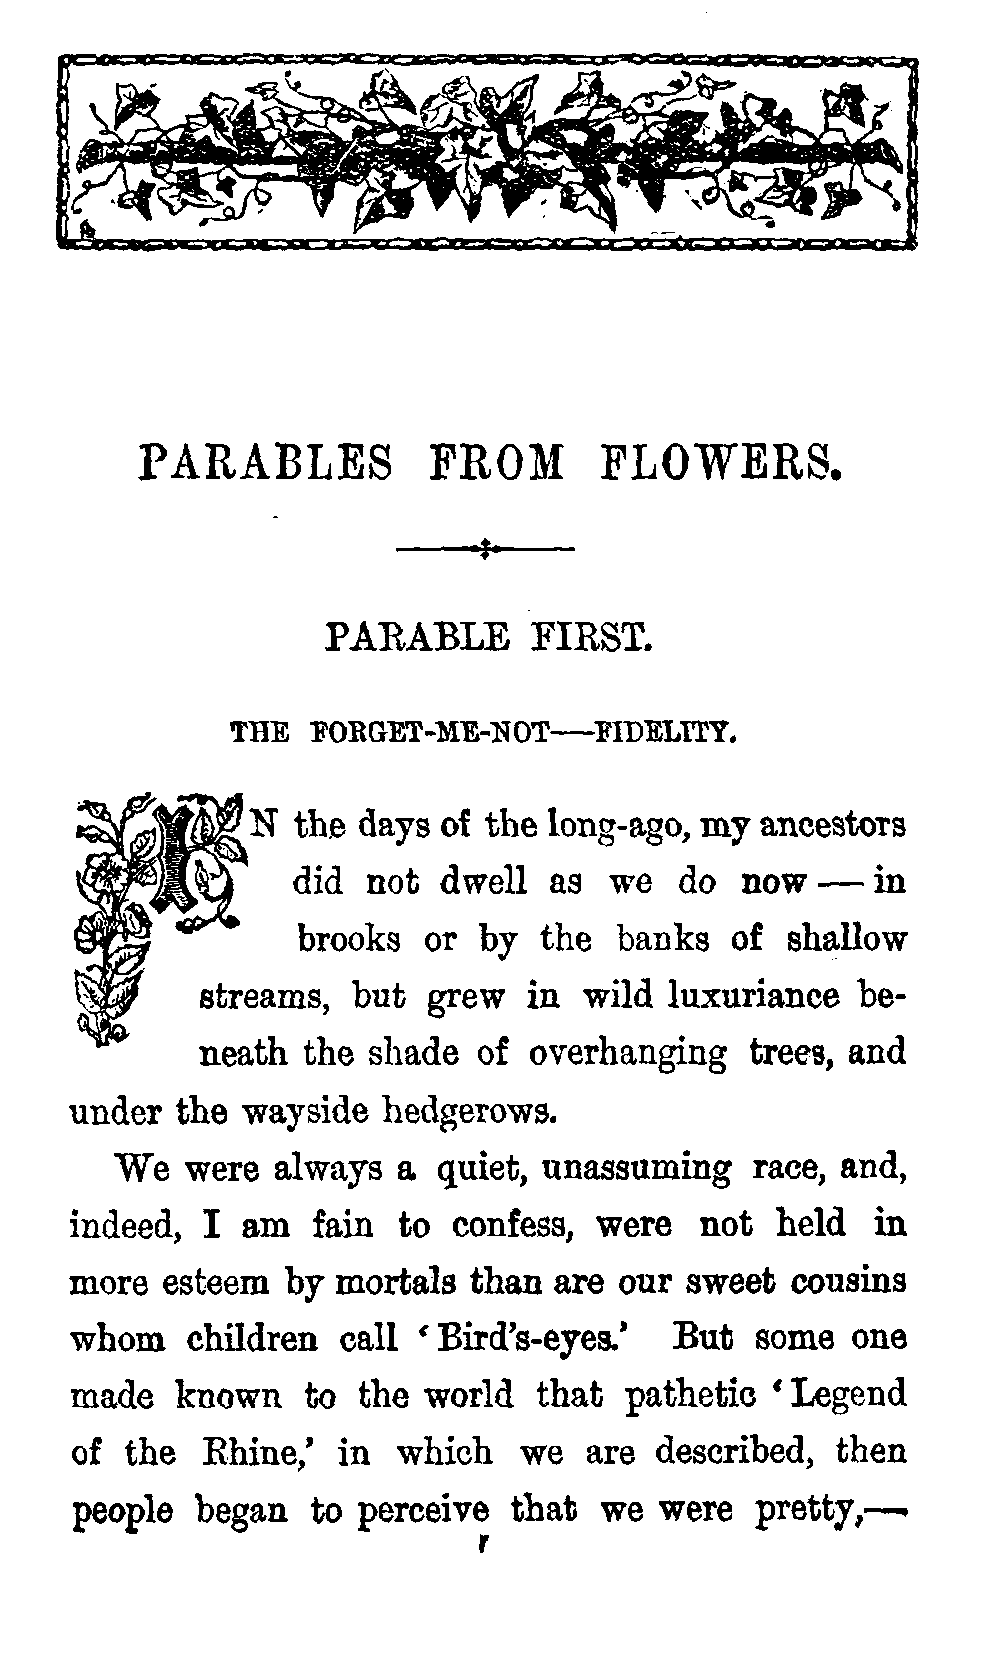 PARABLES FROM FLOWERS.
PARABLE FIRST.
THE FORGET-ME-NOT—FIDELITY.
IN the days of the long-ago, my ancestors
did not dwell as we do now — in
brooks or by the banks of shallow
streams, but grew in wild luxuriance be-
neath the shade of overhanging trees, and
under the wayside hedgerows.
We were always a quiet, unassuming race, and,
indeed, I am fain to confess, were not held in
more esteem by mortals than are our sweet cousins
whom children call ‘Bird’s-eyes.’ But some one
made known to the world that pathetic ‘Legend
of the Rhine,’ in which we are described, then
people began to perceive that we were pretty,—